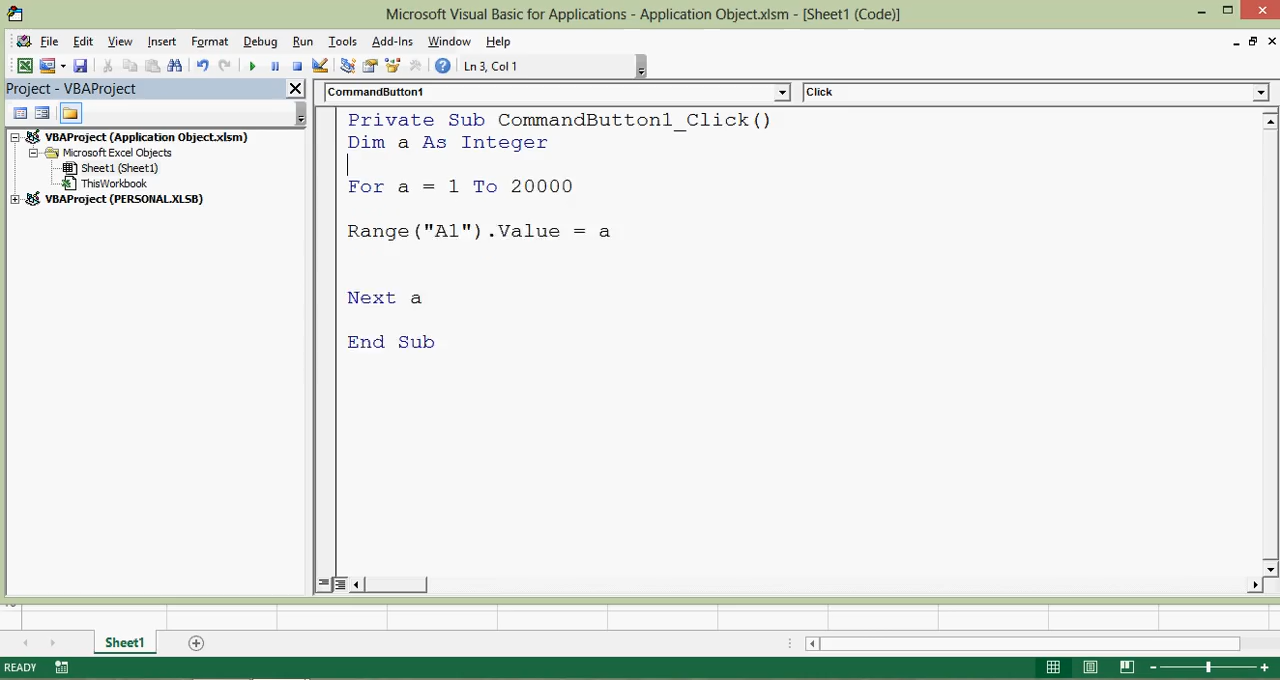 Microsoft Visual Basic for Applications - Application Object.xlsm - [Sheet1 (Code)]
File Edit View Insert Format Debug Run Tools Add-Ins Window Help
Ln 3, Col 1
Project - VBAProject
CommandButton1
Click
VBAProject (Application Object.xlsm)
Microsoft Excel Objects
Sheet1 (Sheet1)
ThisWorkbook
VBAProject (PERSONAL.XLSB)
Private Sub CommandButton1_Click()
Dim a As Integer
For a = 1 To 20000
Range("A1").Value = a
Next a
End Sub
Sheet1
READY